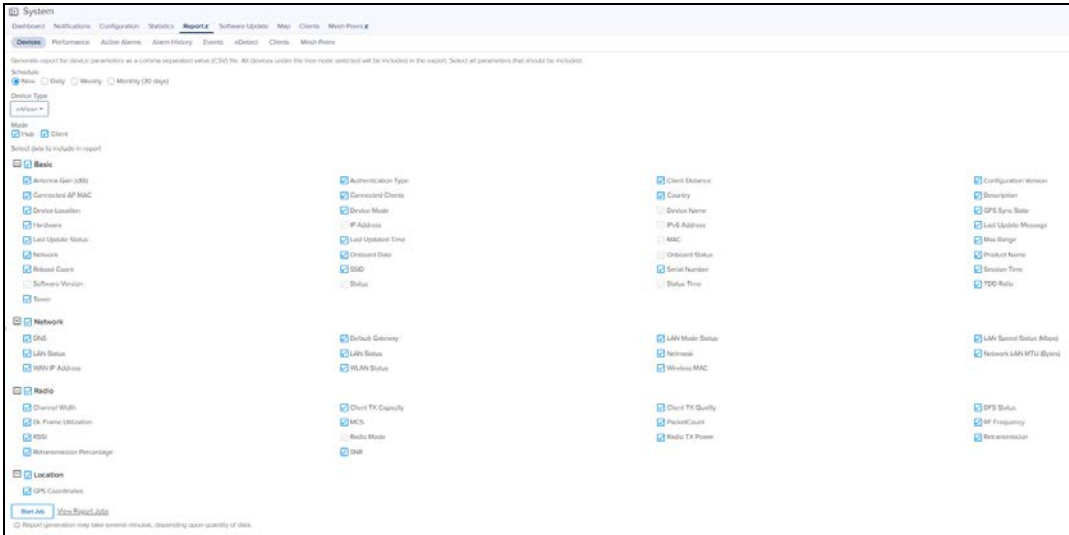 System
Dashboard Notifications Configuration Statistics Report Software Update Map Clients Mesh Peers
Devices Performance Active Alarms Alarm History Events eDetect Clients Mesh Peers
Generate report for device parameters as a comma separated value (CSV) file. All devices under the tree node selected will be included in the export. Select all parameters that should be included.
Schedule
Now Daily Weekly Monthly (30 days)
Device Type
Mode
Hub Client
Select data to include in report
Basic
Antenna Gain (dBi) Authentication Type Client Distance Configuration Version
Connected AP MAC Connected Clients Country Description
Device Location Device Mode Device Name GPS Sync State
Hardware IP Address IPv6 Address Last Update Message
Last Update Status Last Updated Time MAC Max Range
Network Onboard Date Onboard Status Product Name
Reboot Count SSID Serial Number Session Time
Software Version Status Status Time TDD Ratio
Tower
Network
DNS Default Gateway LAN Mode Status LAN Speed Status (Mbps)
LAN Status LAN Status Netmask Network LAN MTU (Bytes)
WAN IP Address WLAN Status Wireless MAC
Radio
Channel Width Client TX Capacity Client TX Quality DFS Status
DL Frame Utilization MCS PacketCount RF Frequency
RSSI Radio Mode Radio TX Power Retransmission
Retransmission Percentage SNR
Location
GPS Coordinates
Start Job View Report Jobs
Report generation may take several minutes, depending upon quantity of data.